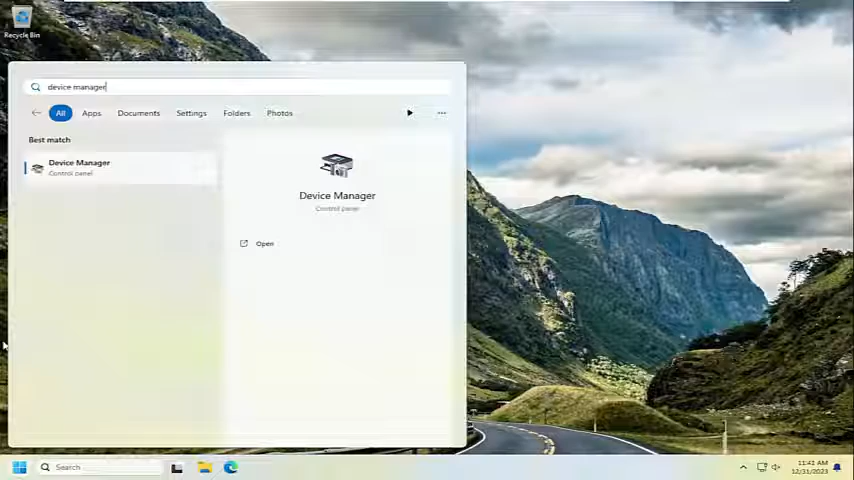 Recycle Bin
device manager
All Apps Documents Settings Folders Photos
Best match
Device Manager
Control panel
Device Manager
Control panel
Open
Search
11:41 AM
12/31/2023